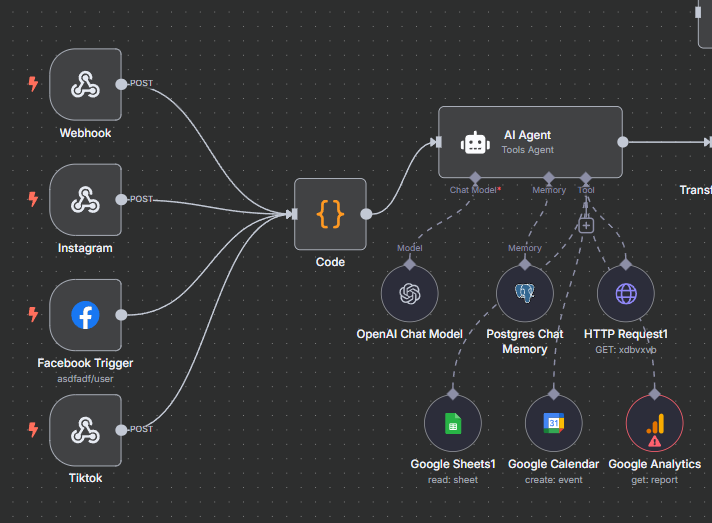 POST
Webhook
POST
Instagram
Facebook Trigger
asdfadf/user
POST
Tiktok
{}
Code
AI Agent
Tools Agent
Chat Model*
Memory
Tool
Model
Memory
OpenAI Chat Model
Postgres Chat
Memory
HTTP Request1
GET: xdbvxvb
31
Google Sheets1
read: sheet
Google Calendar
create: event
Google Analytics
get: report
Transf